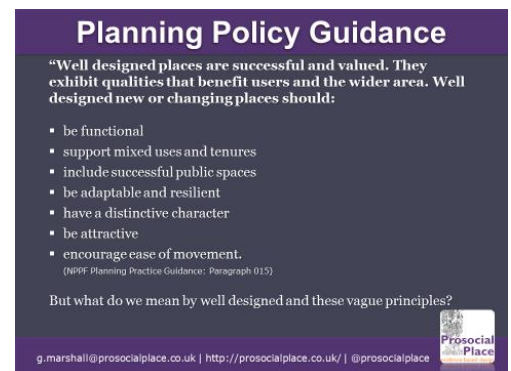 Planning Policy Guidance
“Well designed places are successful and valued. They
exhibit qualities that benefit users and the wider area. Well
designed new or changing places should:
▪ be functional
▪ support mixed uses and tenures
▪ include successful public spaces
▪ be adaptable and resilient
▪ have a distinctive character
▪ be attractive
▪ encourage ease of movement.
(NPPF Planning Practice Guidance: Paragraph 015)
But what do we mean by well designed and these vague principles?
Prosocial
Place
g.marshall@prosocialplace.co.uk | http://prosocialplace.co.uk/ | @prosocialplace